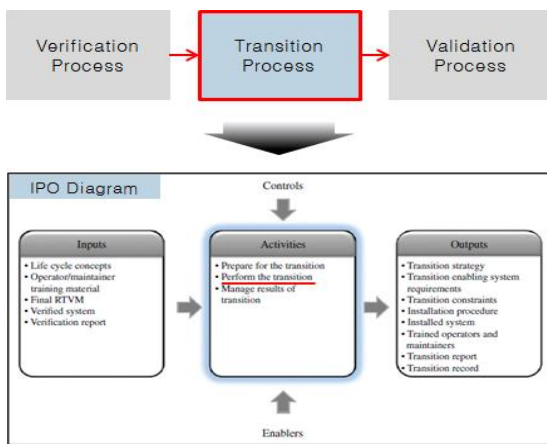 Verification
Process
Transition
Process
Validation
Process
IPO Diagram
Controls
Inputs
• Life cycle concepts
• Operator/maintainer
training material
• Final RTVM
• Verified system
• Verification report
Activities
• Prepare for the transition
• Perform the transition
• Manage results of
transition
Outputs
• Transition strategy
• Transition enabling system
requirements
• Transition constraints
• Installation procedure
• Installed system
• Trained operators and
maintainers
• Transition report
• Transition record
Enablers